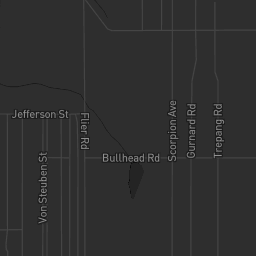 Jefferson St
Flier Rd
Scorpion Ave
Gurnard Rd
Trepang Rd
Bullhead Rd
Von Steuben St